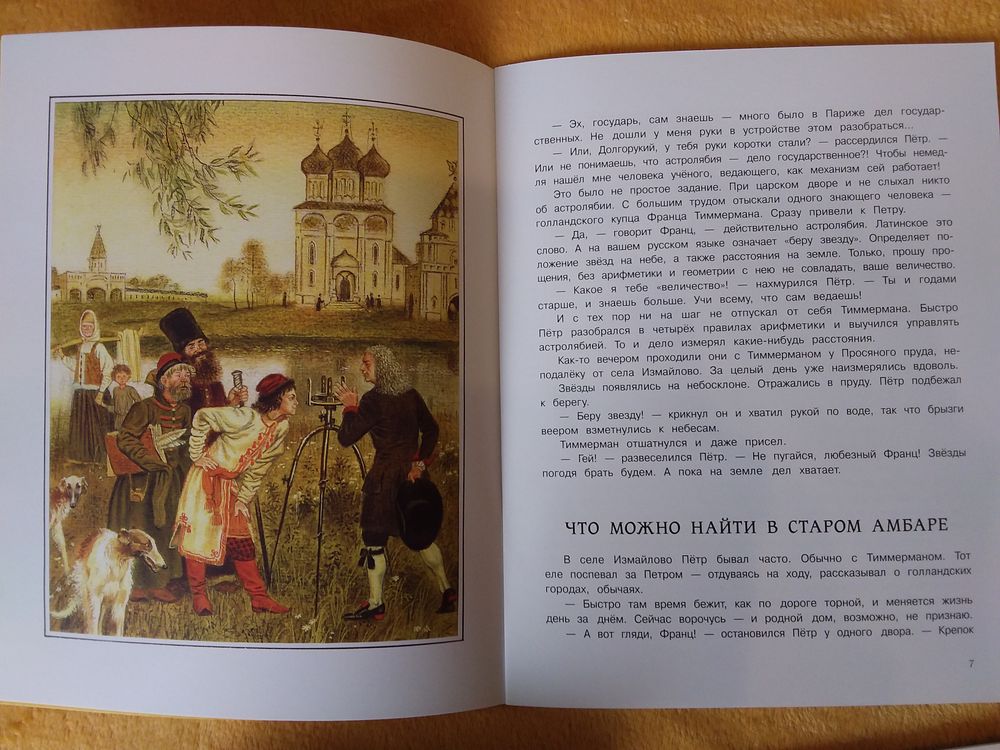 — Эх, государь, сам знаешь — много было в Париже дел государ-
ственных. Не дошли у меня руки в устройстве этом разобраться...
— Или, Долгорукий, у тебя руки коротки стали? — рассердился Пётр. —
Или не понимаешь, что астролябия — дело государственное?! Чтобы немед-
ля нашёл мне человека учёного, ведающего, как механизм сей работает!
Это было не простое задание. При царском дворе и не слыхал никто
об астролябии. С большим трудом отыскали одного знающего человека —
голландского купца Франца Тиммермана. Сразу привели к Петру.
— Да, — говорит Франц, — действительно астролябия. Латинское это
слово. А на вашем русском языке означает «беру звезду». Определяет по-
ложение звёзд на небе, а также расстояния на земле. Только, прошу про-
щения, без арифметики и геометрии с нею не совладать, ваше величество.
— Какое я тебе «величество»! — нахмурился Пётр. — Ты и годами
старше, и знаешь больше. Учи всему, что сам ведаешь!
И с тех пор ни на шаг не отпускал от себя Тиммермана. Быстро
Пётр разобрался в четырёх правилах арифметики и выучился управлять
астролябией. То и дело измерял какие-нибудь расстояния.
Как-то вечером проходили они с Тиммерманом у Просяного пруда, не-
подалёку от села Измайлово. За целый день уже наизмерялись вдоволь.
Звёзды появлялись на небосклоне. Отражались в пруду. Пётр подбежал
к берегу.
— Беру звезду! — крикнул он и хватил рукой по воде, так что брызги
веером взметнулись к небесам.
Тиммерман отшатнулся и даже присел.
— Гей! — развеселился Пётр. — Не пугайся, любезный Франц! Звёзды
погодя брать будем. А пока на земле дел хватает.
ЧТО МОЖНО НАЙТИ В СТАРОМ АМБАРЕ
В селе Измайлово Пётр бывал часто. Обычно с Тиммерманом. Тот
еле поспевал за Петром — отдуваясь на ходу, рассказывал о голландских
городах, обычаях.
— Быстро там время бежит, как по дороге торной, и меняется жизнь
день за днём. Сейчас ворочусь — и родной дом, возможно, не признаю.
— А вот гляди, Франц! — остановился Пётр у одного двора. — Крепок
7